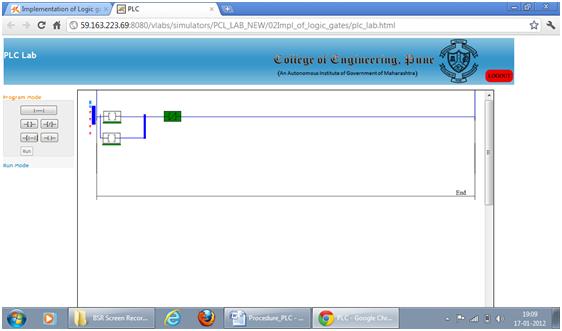 Implementation of Logic g
PLC
59.163.223.69:8080/vlabs/simulators/PCL_LAB_NEW/02Impl_of_logic_gates/plc_lab.html
PLC Lab
College of Engineering, Pune
(An Autonomous Institute of Government of Maharashtra)
LOGOUT
Program Mode
Run
Run Mode
End
BSR Screen Recor...
Procedure_PLC - ...
PLC - Google Chr...
19:09
17-01-2012